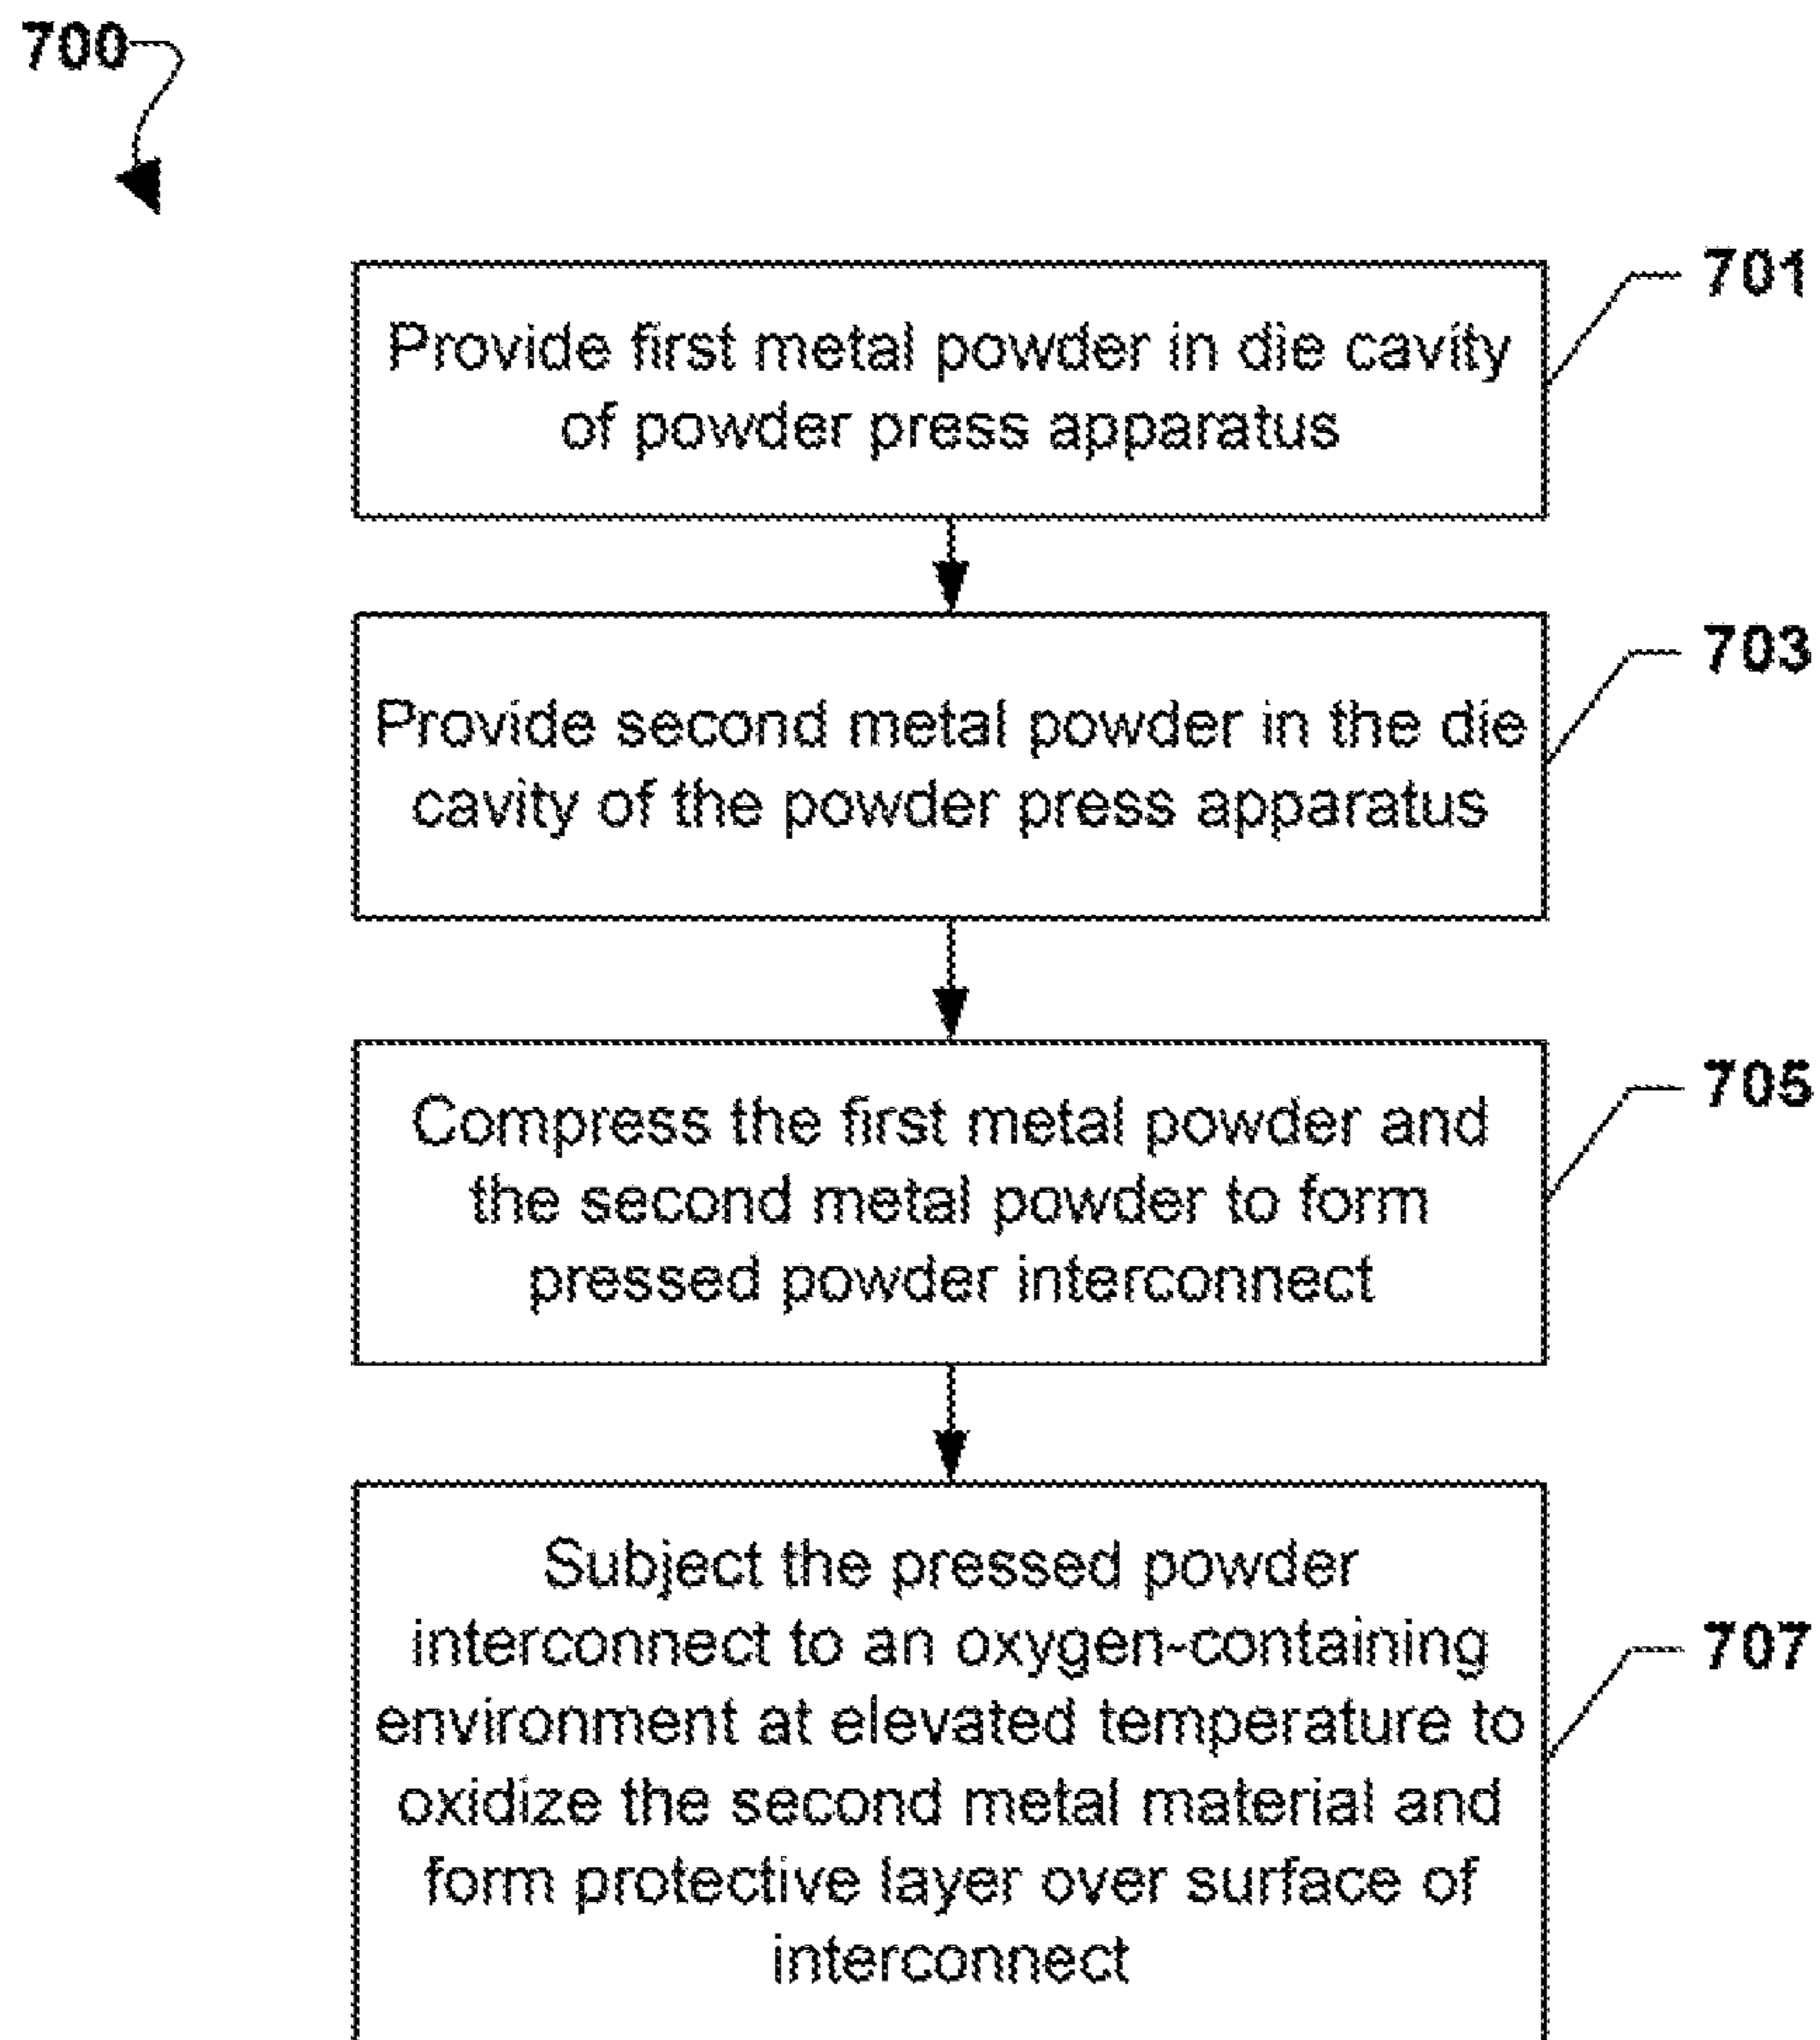 700
701
Provide first metal powder in die cavity
of powder press apparatus
703
Provide second metal powder in the die
cavity of the powder press apparatus
705
Compress the first metal powder and
the second metal powder to form
pressed powder interconnect
707
Subject the pressed powder
interconnect to an oxygen-containing
environment at elevated temperature to
oxidize the second metal material and
form protective layer over surface of
interconnect